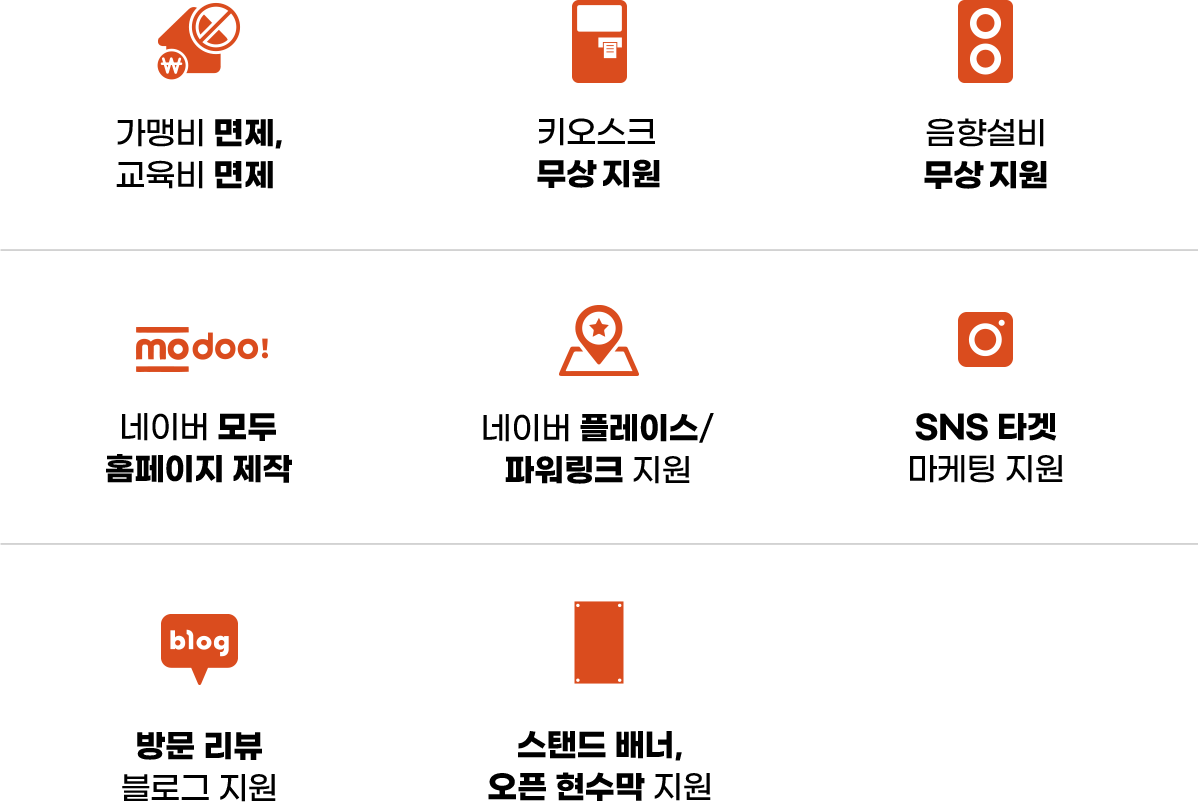 ₩
가맹비 면제,
교육비 면제
키오스크
무상 지원
음향설비
무상 지원
modoo!
네이버 모두
홈페이지 제작
네이버 플레이스/
파워링크 지원
SNS 타겟
마케팅 지원
blog
방문 리뷰
블로그 지원
스탠드 배너,
오픈 현수막 지원